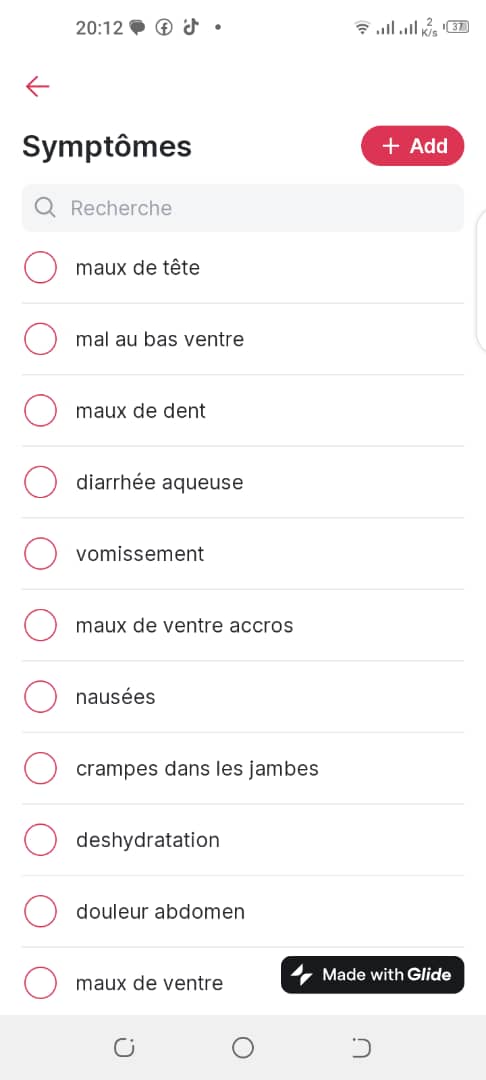 20:12
2
K/s
37
Symptômes
+ Add
Recherche
maux de tête
mal au bas ventre
maux de dent
diarrhée aqueuse
vomissement
maux de ventre accros
nausées
crampes dans les jambes
deshydratation
douleur abdomen
maux de ventre
Made with Glide